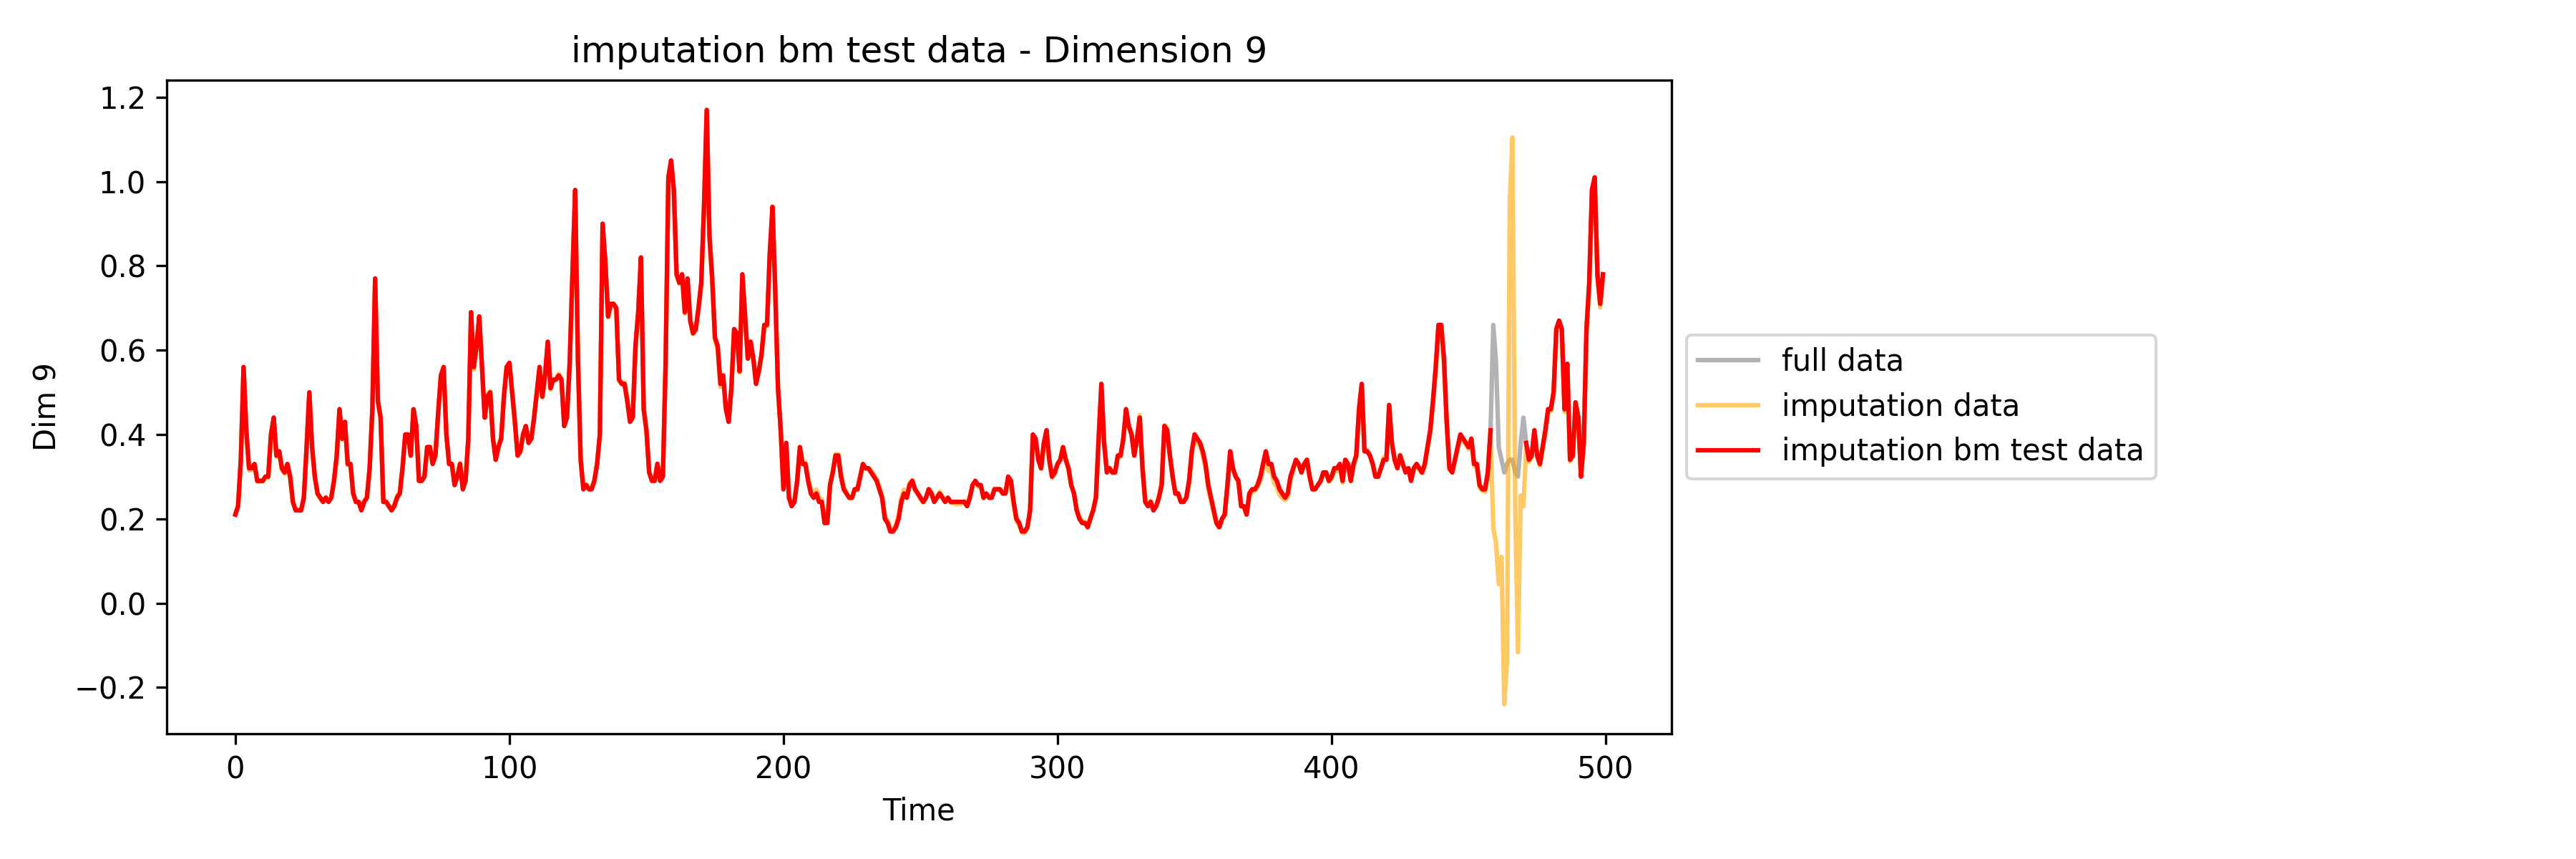 imputation bm test data - Dimension 9
1.2
1.0
0.8
0.6
0.4
0.2
0.0
−0.2
Dim 9
0 100 200 300 400 500
Time
full data
imputation data
imputation bm test data